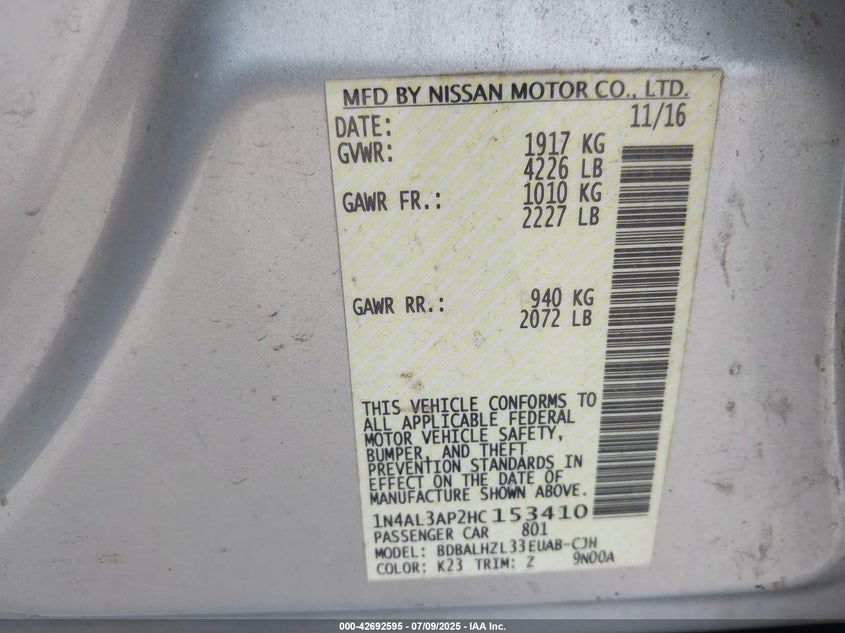 MFD BY NISSAN MOTOR CO., LTD.
DATE: 11/16
GVWR: 1917 KG
4226 LB
GAWR FR.: 1010 KG
2227 LB
GAWR RR.: 940 KG
2072 LB
THIS VEHICLE CONFORMS TO
ALL APPLICABLE FEDERAL
MOTOR VEHICLE SAFETY,
BUMPER, AND THEFT
PREVENTION STANDARDS IN
EFFECT ON THE DATE OF
MANUFACTURE SHOWN ABOVE.
1N4AL3AP2HC153410
PASSENGER CAR 801
MODEL: BDBALHZL33EUAB-CJH
COLOR: K23 TRIM: Z 9N00A
000-42692595 - 07/09/2025 - IAA Inc.